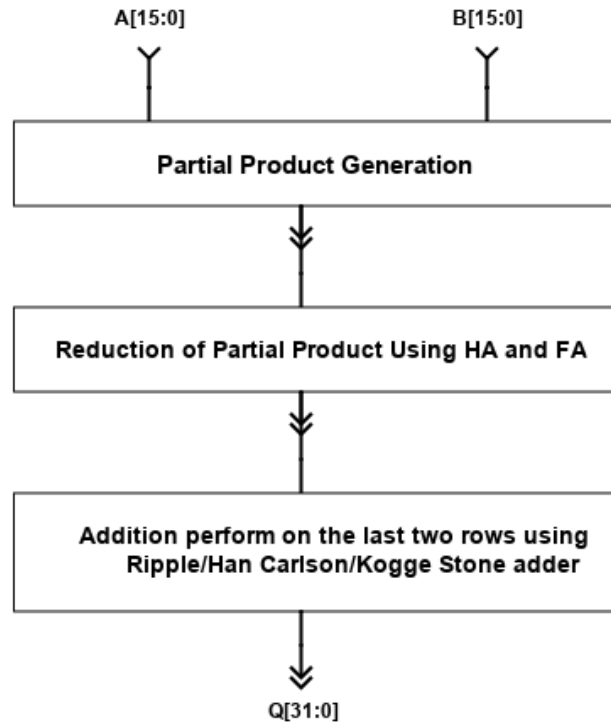 A[15:0] B[15:0]
Partial Product Generation
Reduction of Partial Product Using HA and FA
Addition perform on the last two rows using
Ripple/Han Carlson/Kogge Stone adder
Q[31:0]